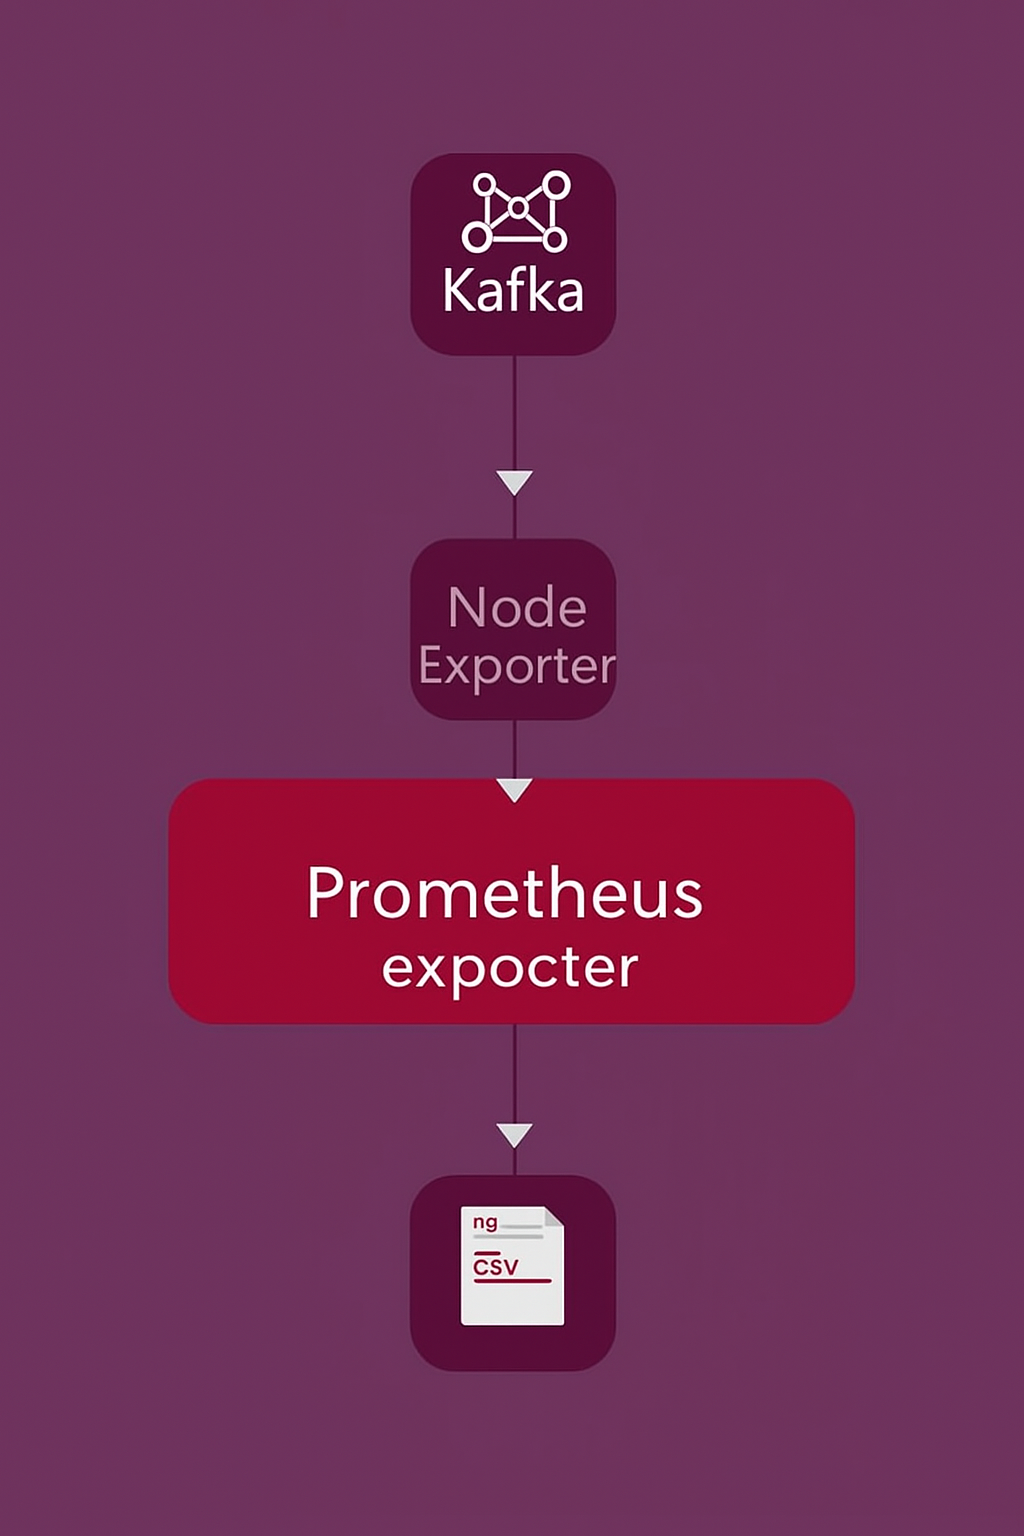 Kafka
Node
Exporter
Prometheus
expocter
ng
CSV